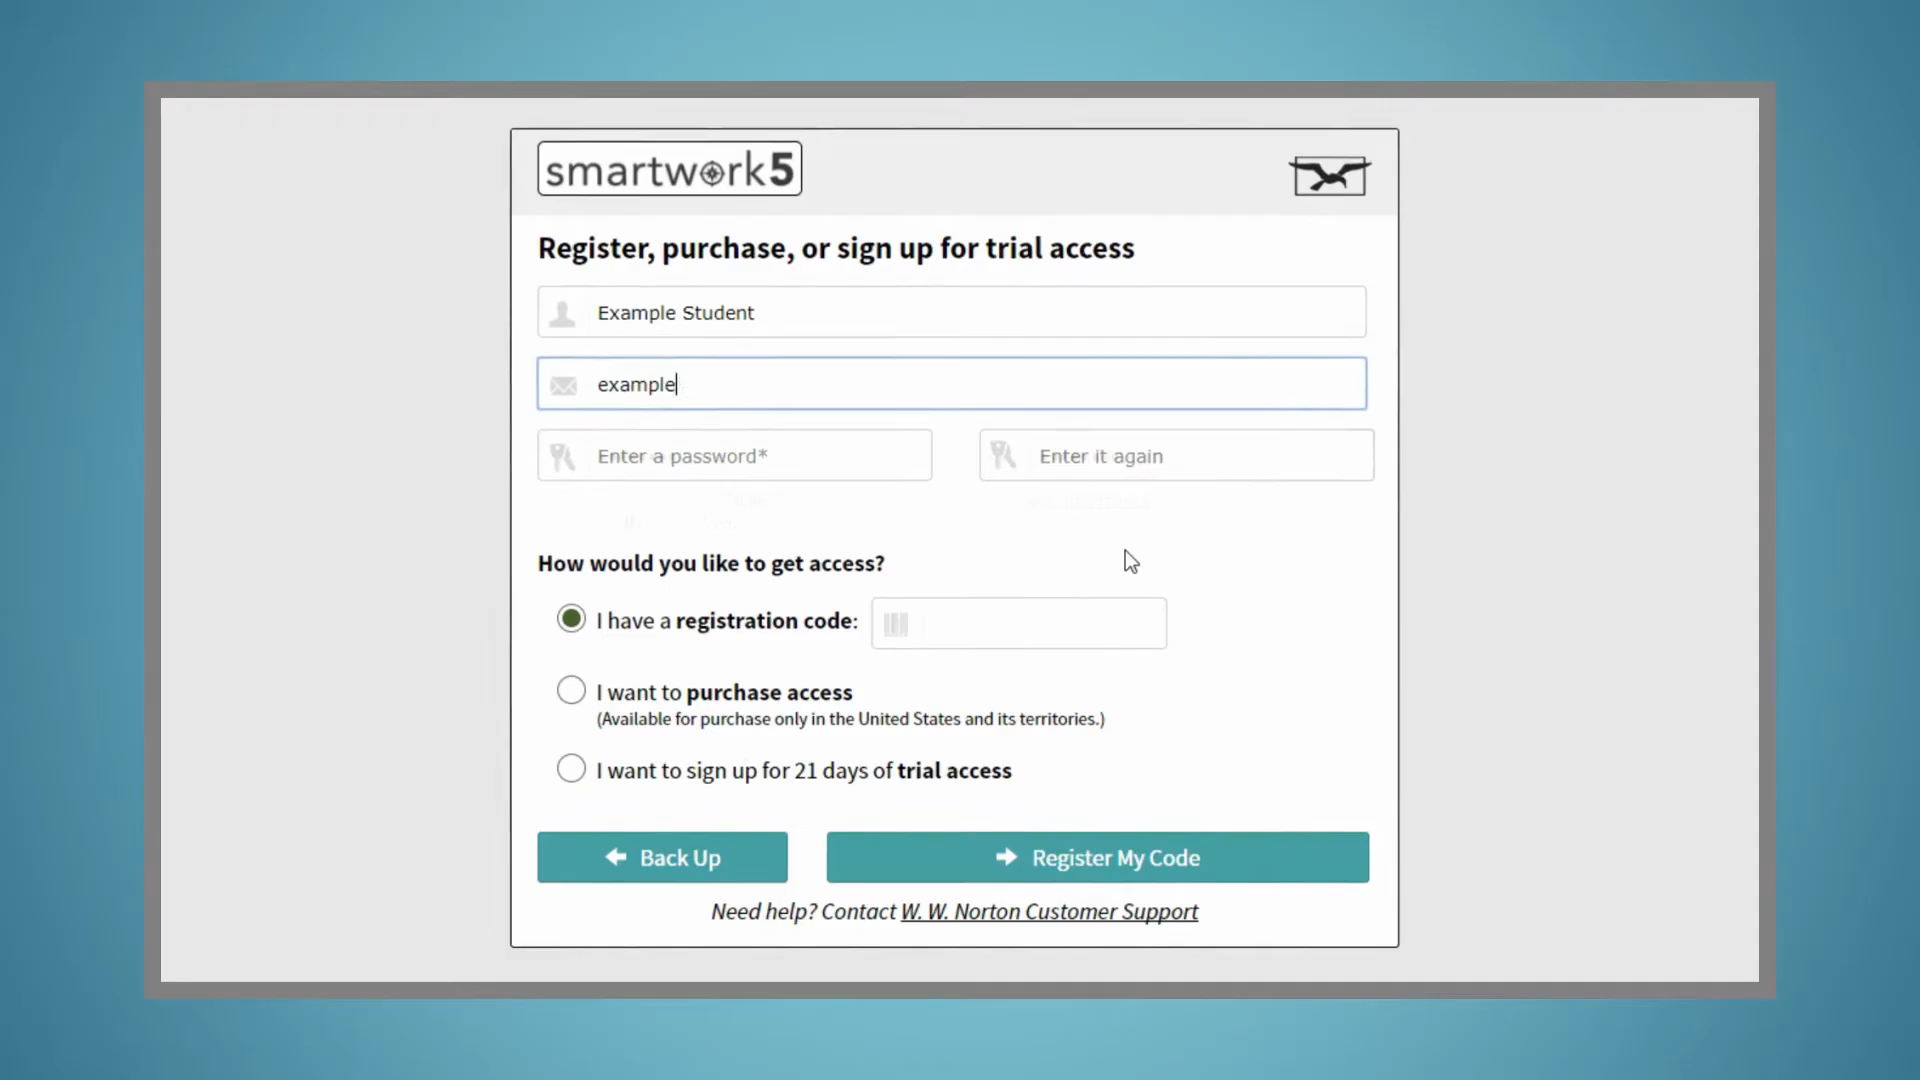 smartwork5
Register, purchase, or sign up for trial access
Example Student
example
Enter a password*
Enter it again
How would you like to get access?
I have a registration code:
I want to purchase access
(Available for purchase only in the United States and its territories.)
I want to sign up for 21 days of trial access
Back Up
Register My Code
Need help? Contact W. W. Norton Customer Support